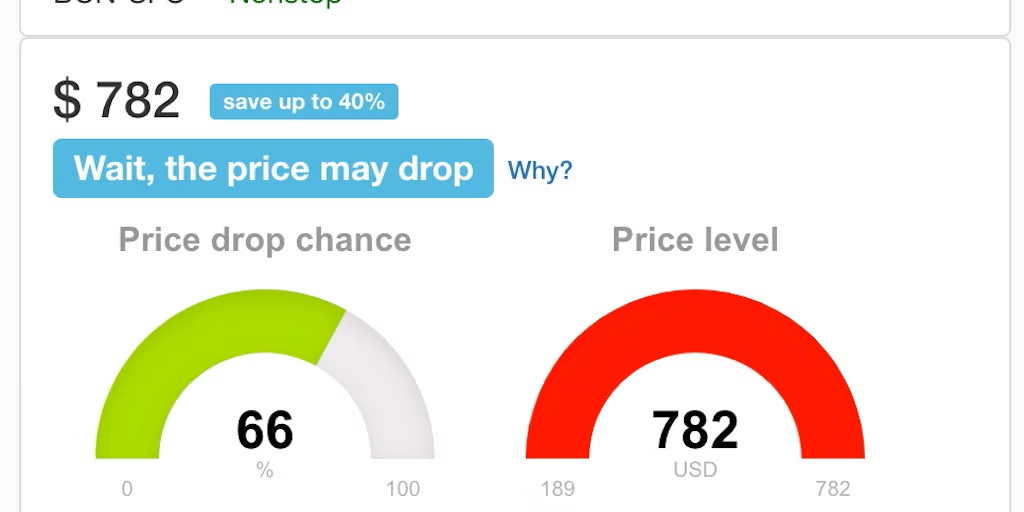 Nonstop
$ 782 save up to 40%
Wait, the price may drop Why?
Price drop chance Price level
66 782
% USD
0 100 189 782